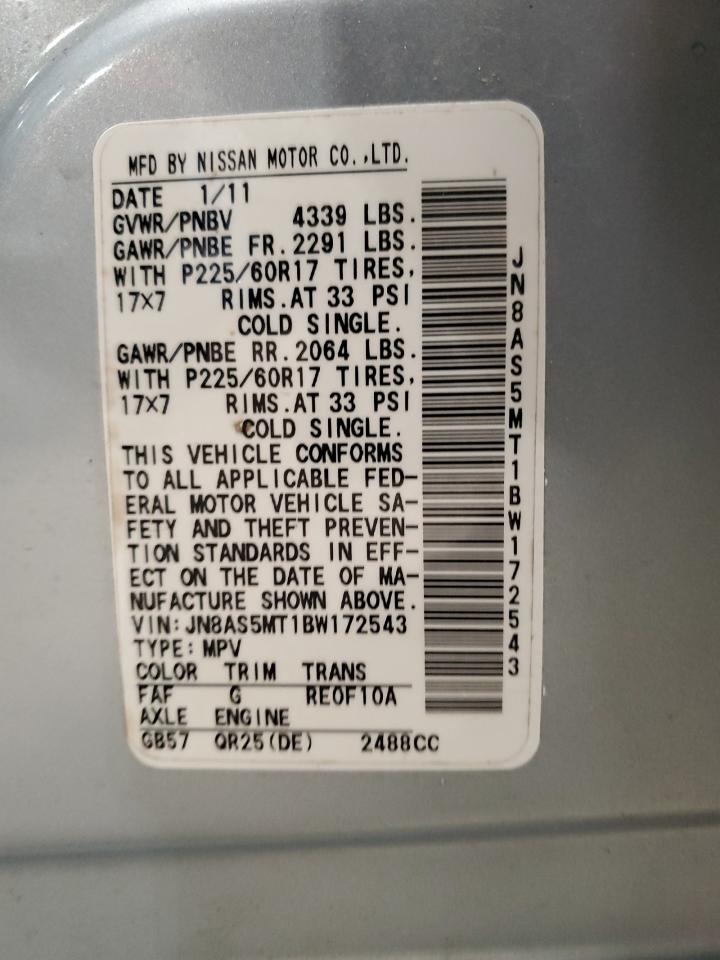 MFD BY NISSAN MOTOR CO.,LTD.
DATE 1/11
GVWR/PNBV 4339 LBS.
GAWR/PNBE FR.2291 LBS.
WITH P225/60R17 TIRES,
17×7 RIMS.AT 33 PSI
COLD SINGLE.
GAWR/PNBE RR.2064 LBS.
WITH P225/60R17 TIRES,
17×7 RIMS.AT 33 PSI
COLD SINGLE.
THIS VEHICLE CONFORMS
TO ALL APPLICABLE FED-
ERAL MOTOR VEHICLE SA-
FETY AND THEFT PREVEN-
TION STANDARDS IN EFF-
ECT ON THE DATE OF MA-
NUFACTURE SHOWN ABOVE.
VIN:JN8AS5MT1BW172543
TYPE:MPV
COLOR TRIM TRANS
FAF G RE0F10A
AXLE ENGINE
GB57 QR25(DE) 2488CC
JN8AS5MT1BW172543